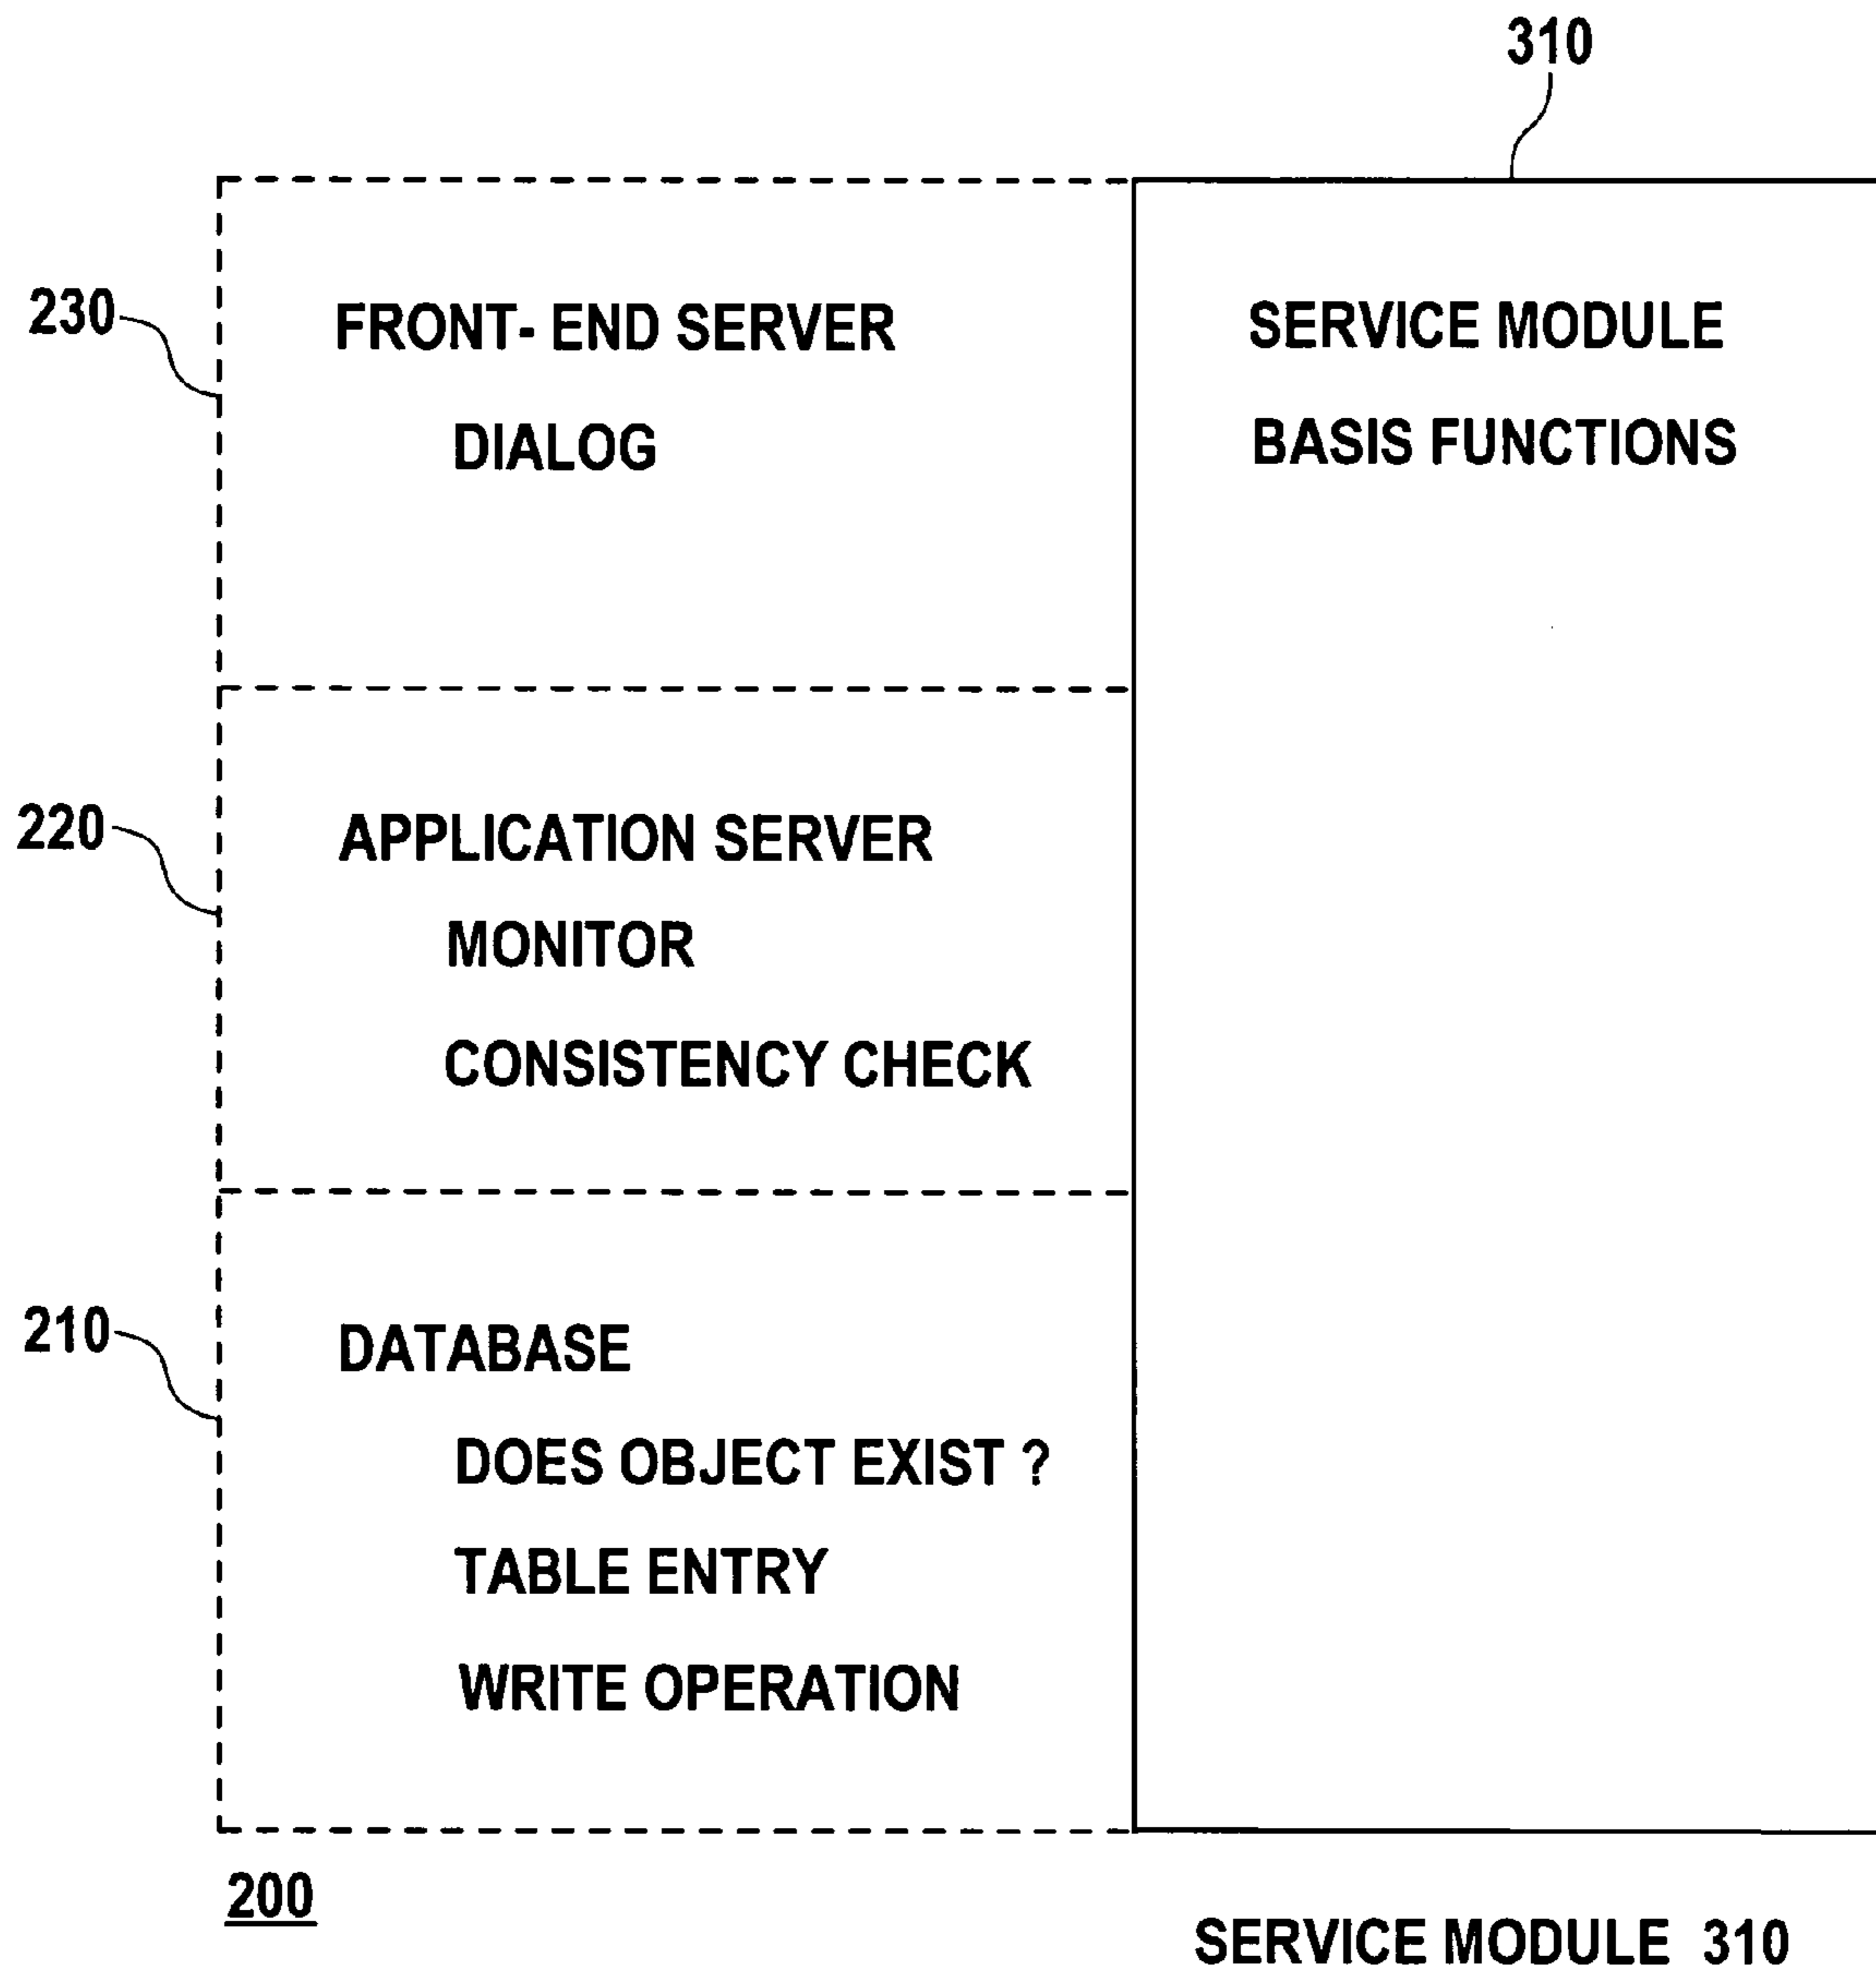 310
230
FRONT- END SERVER
DIALOG
SERVICE MODULE
BASIS FUNCTIONS
220
APPLICATION SERVER
MONITOR
CONSISTENCY CHECK
210
DATABASE
DOES OBJECT EXIST ?
TABLE ENTRY
WRITE OPERATION
200
SERVICE MODULE 310